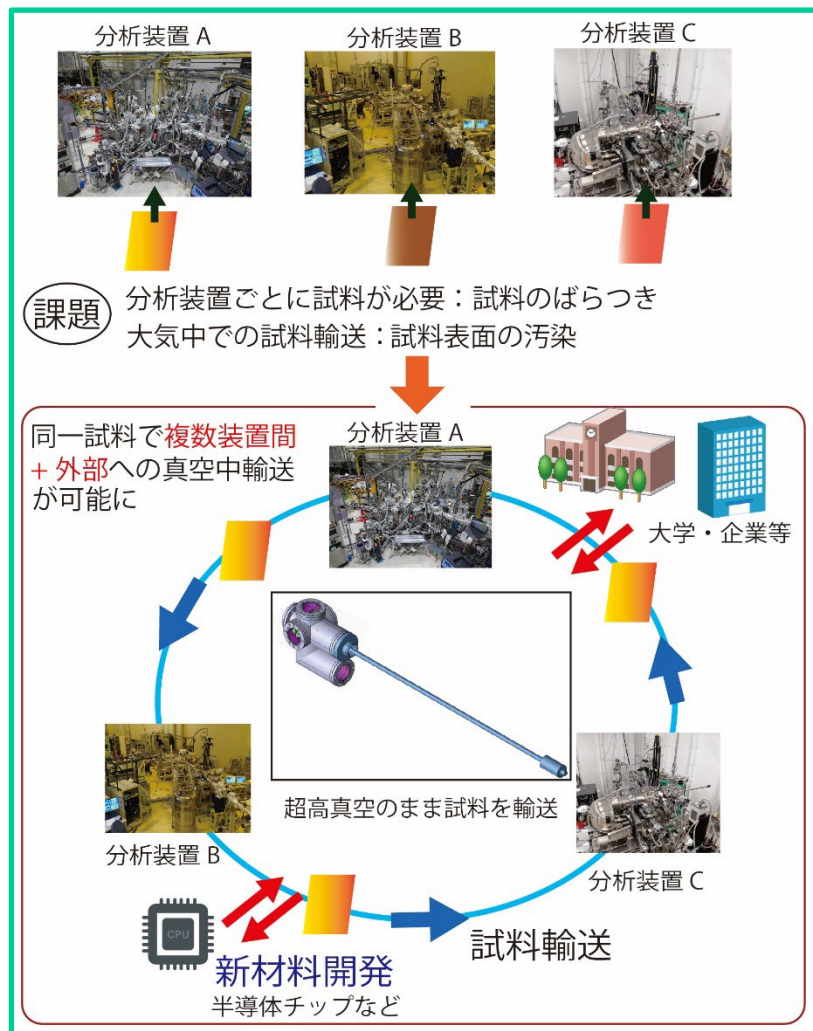 分析装置 A
分析装置 B
分析装置 C
課題
分析装置ごとに試料が必要：試料のばらつき
大気中での試料輸送：試料表面の汚染
同一試料で複数装置間
+ 外部への真空中輸送
が可能に
分析装置 A
大学・企業等
超高真空のまま試料を輸送
分析装置 B
分析装置 C
CPU
試料輸送
新材料開発
半導体チップなど